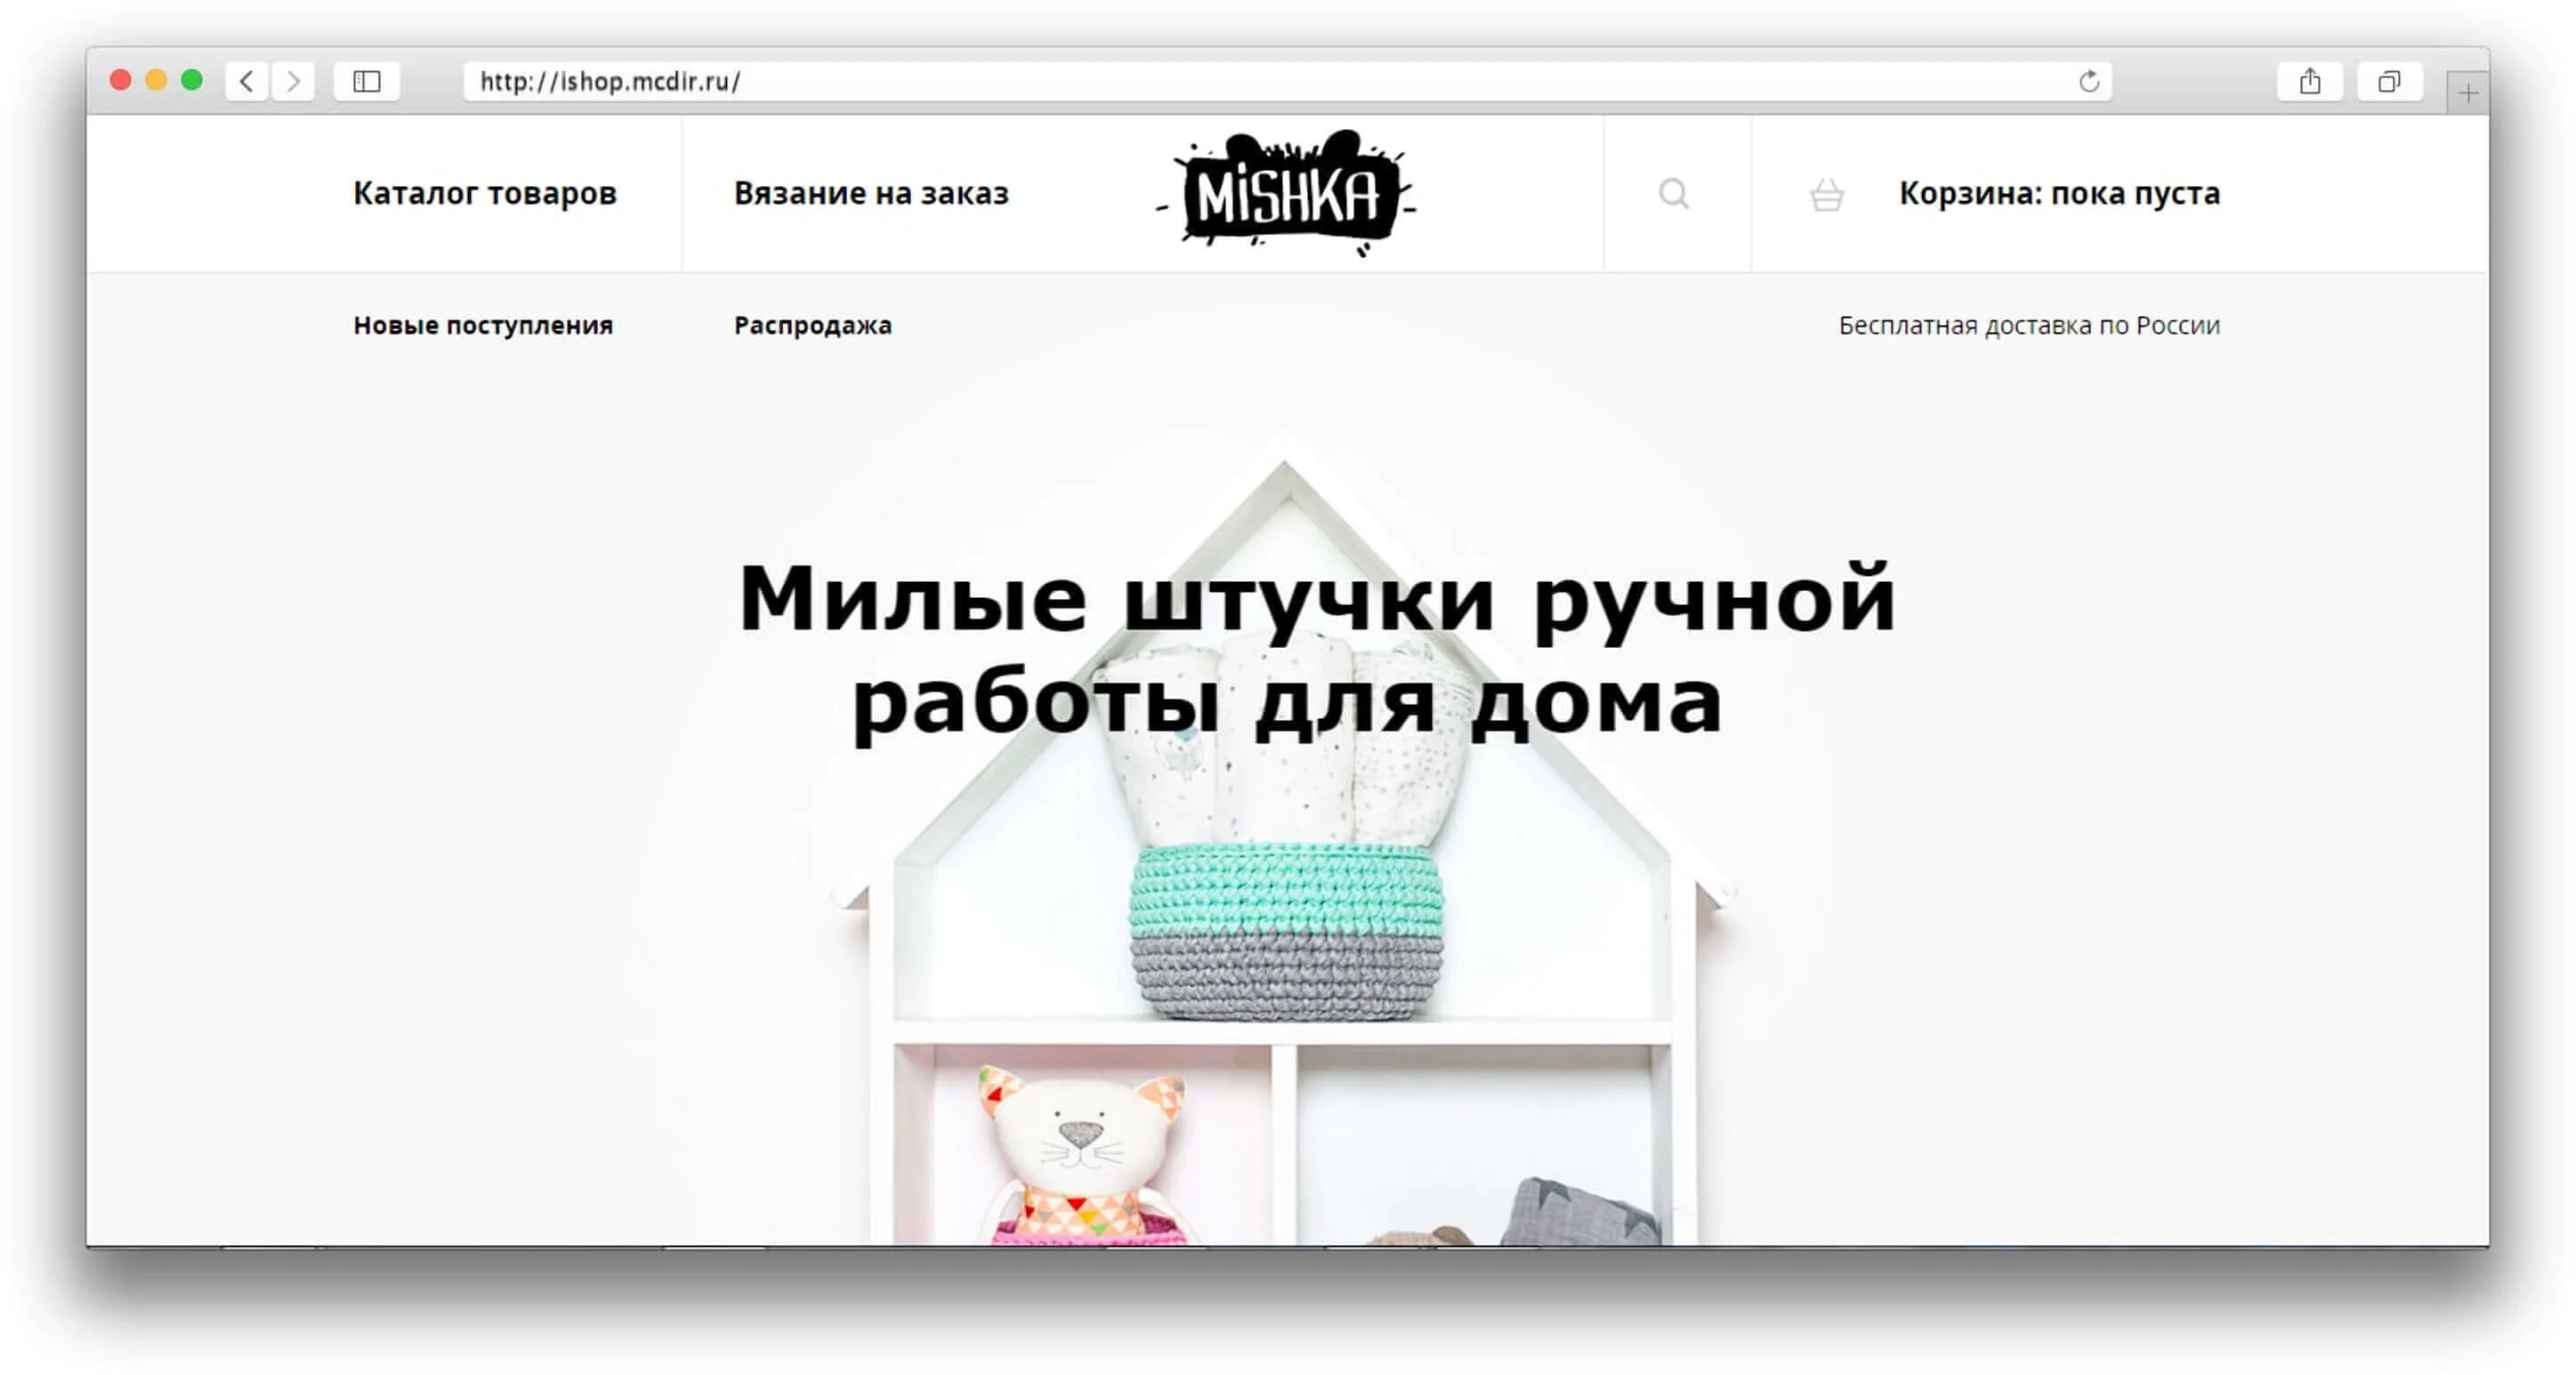 http://ishop.mcdir.ru/
Каталог товаров
Вязание на заказ
MiSHKA
Корзина: пока пуста
Новые поступления
Распродажа
Бесплатная доставка по России
Милые штучки ручной
работы для дома